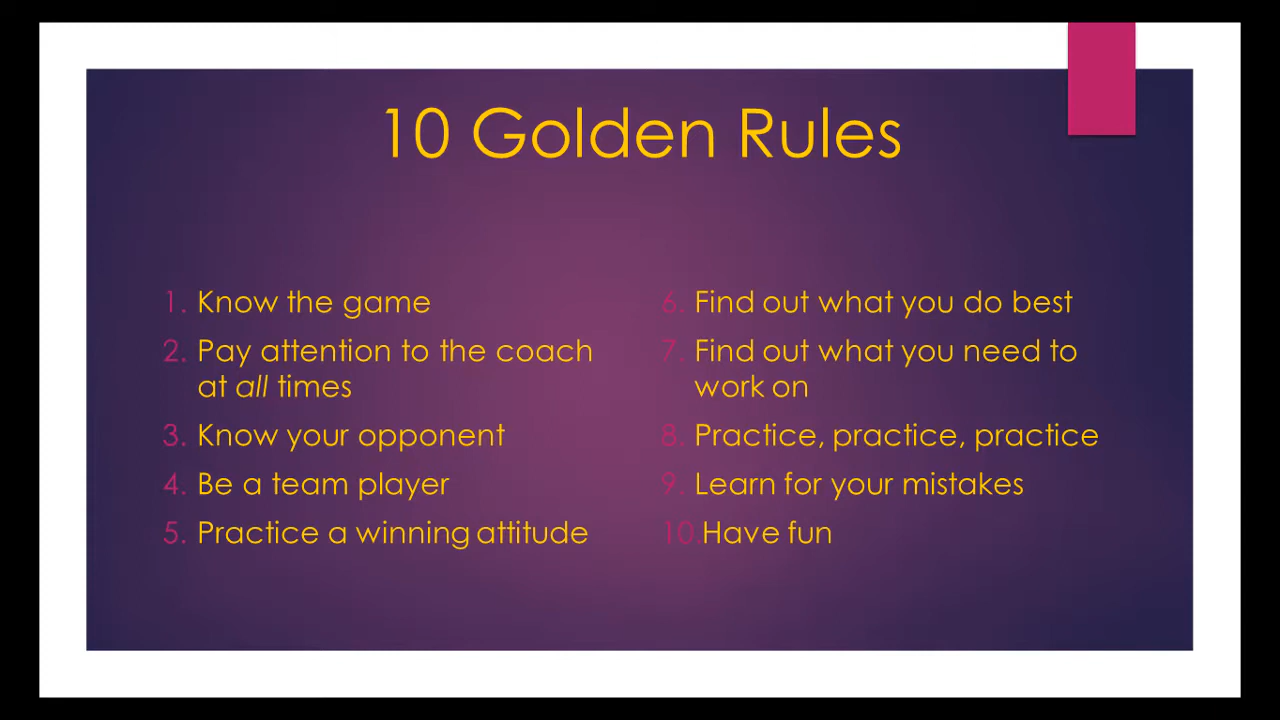 10 Golden Rules
1. Know the game
2. Pay attention to the coach
at all times
3. Know your opponent
4. Be a team player
5. Practice a winning attitude
6. Find out what you do best
7. Find out what you need to
work on
8. Practice, practice, practice
9. Learn for your mistakes
10. Have fun